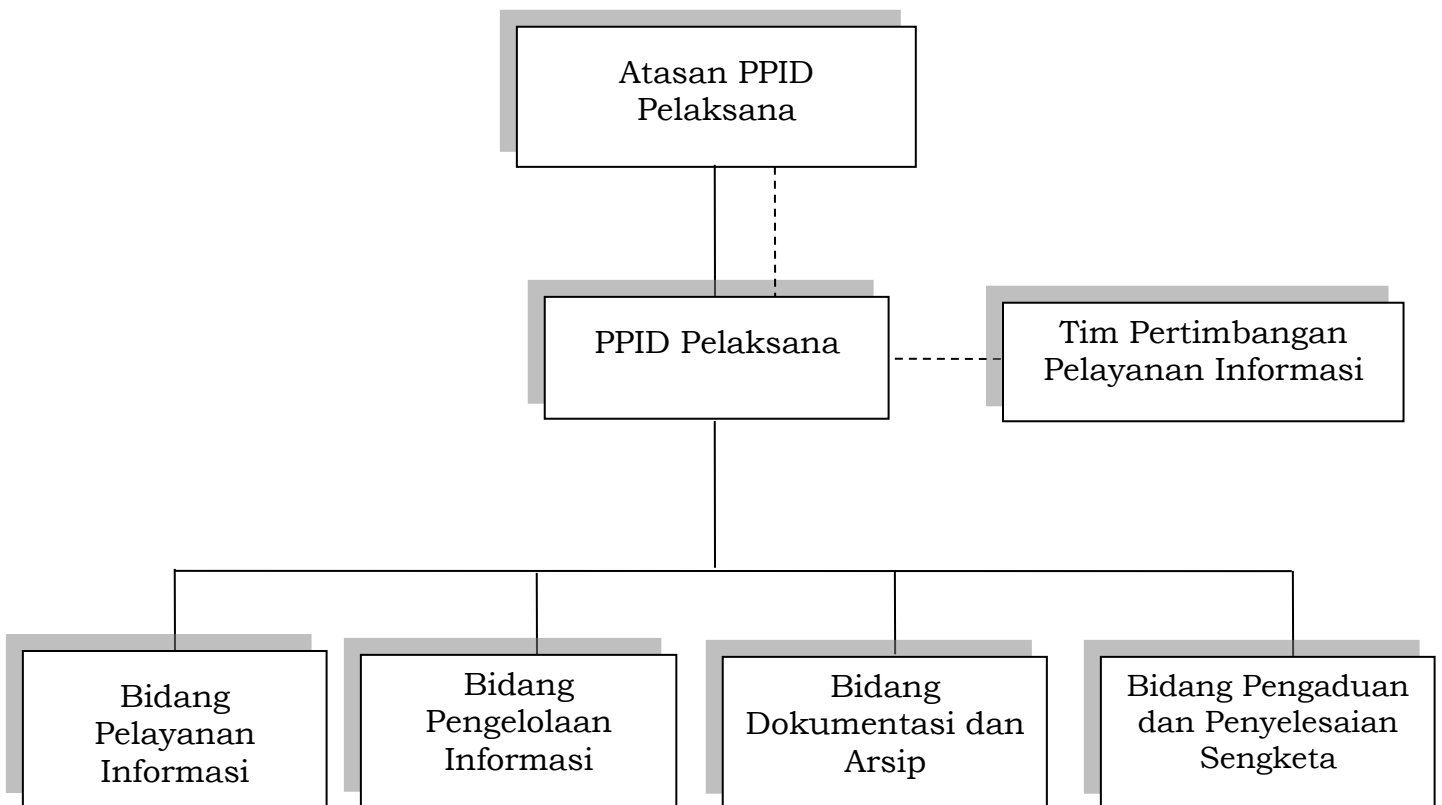 Atasan PPID
Pelaksana
PPID Pelaksana
Tim Pertimbangan
Pelayanan Informasi
Bidang
Pelayanan
Informasi
Bidang
Pengelolaan
Informasi
Bidang
Dokumentasi dan
Arsip
Bidang Pengaduan
dan Penyelesaian
Sengketa